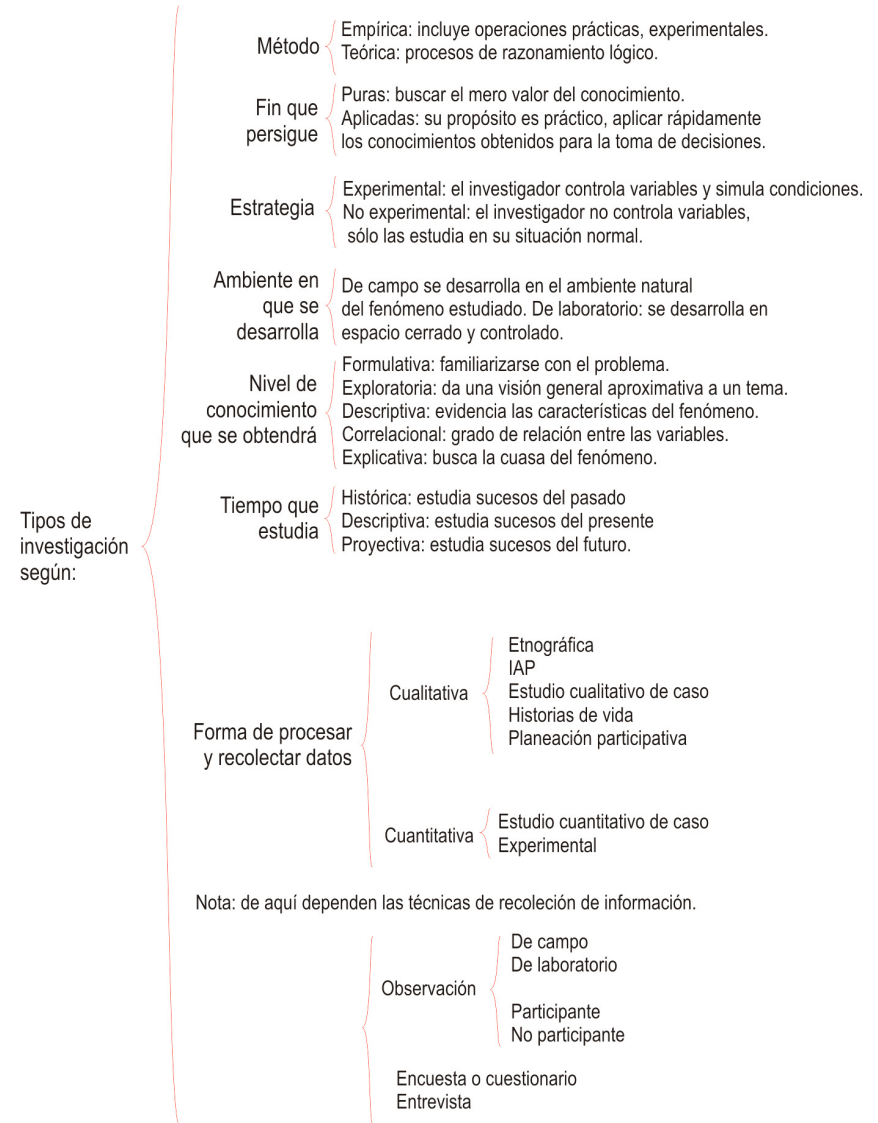 Método
Empírica: incluye operaciones prácticas, experimentales.
Teórica: procesos de razonamiento lógico.
Fin que
persigue
Puras: buscar el mero valor del conocimiento.
Aplicadas: su propósito es práctico, aplicar rápidamente
los conocimientos obtenidos para la toma de decisiones.
Estrategia
Experimental: el investigador controla variables y simula condiciones.
No experimental: el investigador no controla variables,
sólo las estudia en su situación normal.
Ambiente en
que se
desarrolla
De campo se desarrolla en el ambiente natural
del fenómeno estudiado. De laboratorio: se desarrolla en
espacio cerrado y controlado.
Nivel de
conocimiento
que se obtendrá
Formulativa: familiarizarse con el problema.
Exploratoria: da una visión general aproximativa a un tema.
Descriptiva: evidencia las características del fenómeno.
Correlacional: grado de relación entre las variables.
Explicativa: busca la cuasa del fenómeno.
Tipos de
investigación
según:
Tiempo que
estudia
Histórica: estudia sucesos del pasado
Descriptiva: estudia sucesos del presente
Proyectiva: estudia sucesos del futuro.
Forma de procesar
y recolectar datos
Cualitativa
Etnográfica
IAP
Estudio cualitativo de caso
Historias de vida
Planeación participativa
Cuantitativa
Estudio cuantitativo de caso
Experimental
Nota: de aquí dependen las técnicas de recoleción de información.
Observación
De campo
De laboratorio
Participante
No participante
Encuesta o cuestionario
Entrevista